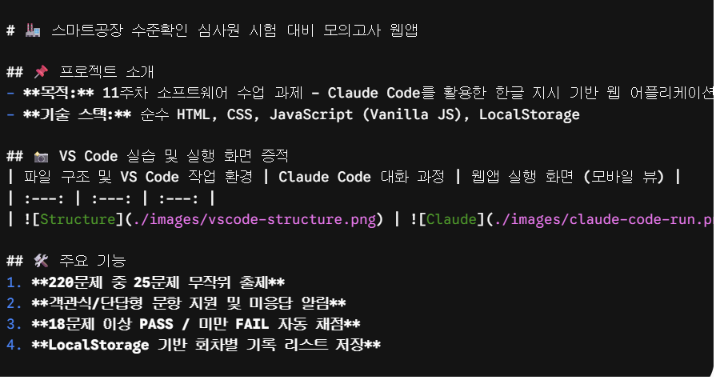 # 🏭 스마트공장 수준확인 심사원 시험 대비 모의고사 웹앱
## 📌 프로젝트 소개
- **목적:** 11주차 소프트웨어 수업 과제 – Claude Code를 활용한 한글 지시 기반 웹 어플리케이션
- **기술 스택:** 순수 HTML, CSS, JavaScript (Vanilla JS), LocalStorage
## 📸 VS Code 실습 및 실행 화면 증적
| 파일 구조 및 VS Code 작업 환경 | Claude Code 대화 과정 | 웹앱 실행 화면 (모바일 뷰) |
| :---: | :---: | :---: |
| ![Structure](./images/vscode-structure.png) | ![Claude](./images/claude-code-run.p
## 🛠️ 주요 기능
1. **220문제 중 25문제 무작위 출제**
2. **객관식/단답형 문항 지원 및 미응답 알림**
3. **18문제 이상 PASS / 미만 FAIL 자동 채점**
4. **LocalStorage 기반 회차별 기록 리스트 저장**